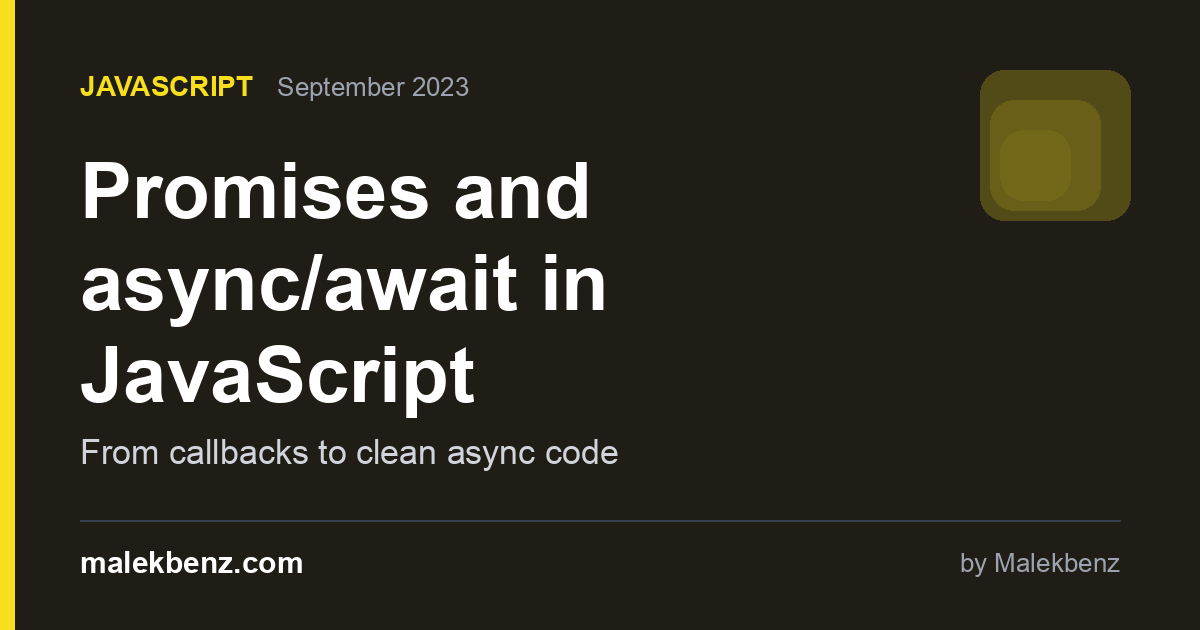 JAVASCRIPT September 2023
Promises and
async/await in
JavaScript
From callbacks to clean async code
malekbenz.com by Malekbenz